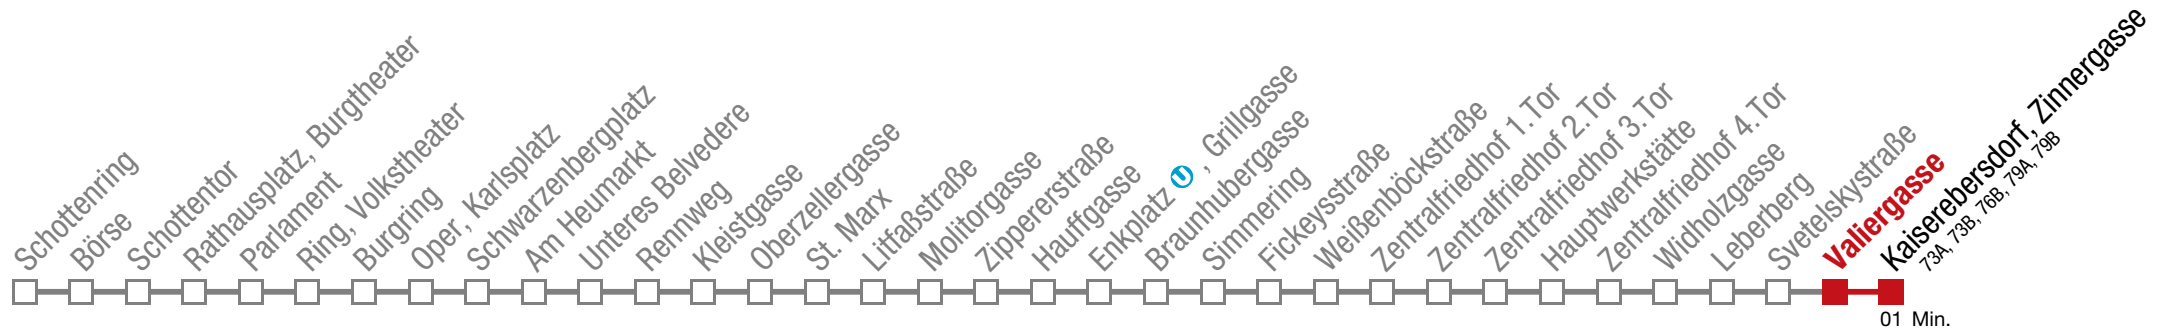 Schottenring
Börse
Schottentor
Rathausplatz, Burgtheater
Parlament
Ring, Volkstheater
Burgring
Oper, Karlsplatz
Schwarzenbergplatz
Am Heumarkt
Unteres Belvedere
Rennweg
Kleistgasse
Oberzellergasse
St. Marx
Litfaßstraße
Molitorgasse
Zippererstraße
Hauffgasse
Enkplatz U, Grillgasse
Braunhubergasse
Simmering
Fickeysstraße
Weißenböckstraße
Zentralfriedhof 1.Tor
Zentralfriedhof 2.Tor
Zentralfriedhof 3.Tor
Hauptwerkstätte
Zentralfriedhof 4.Tor
Widholzgasse
Leberberg
Svetelskystraße
Valiergasse
Kaiserebersdorf, Zinnergasse
73A, 73B, 76B, 79A, 79B
01 Min.